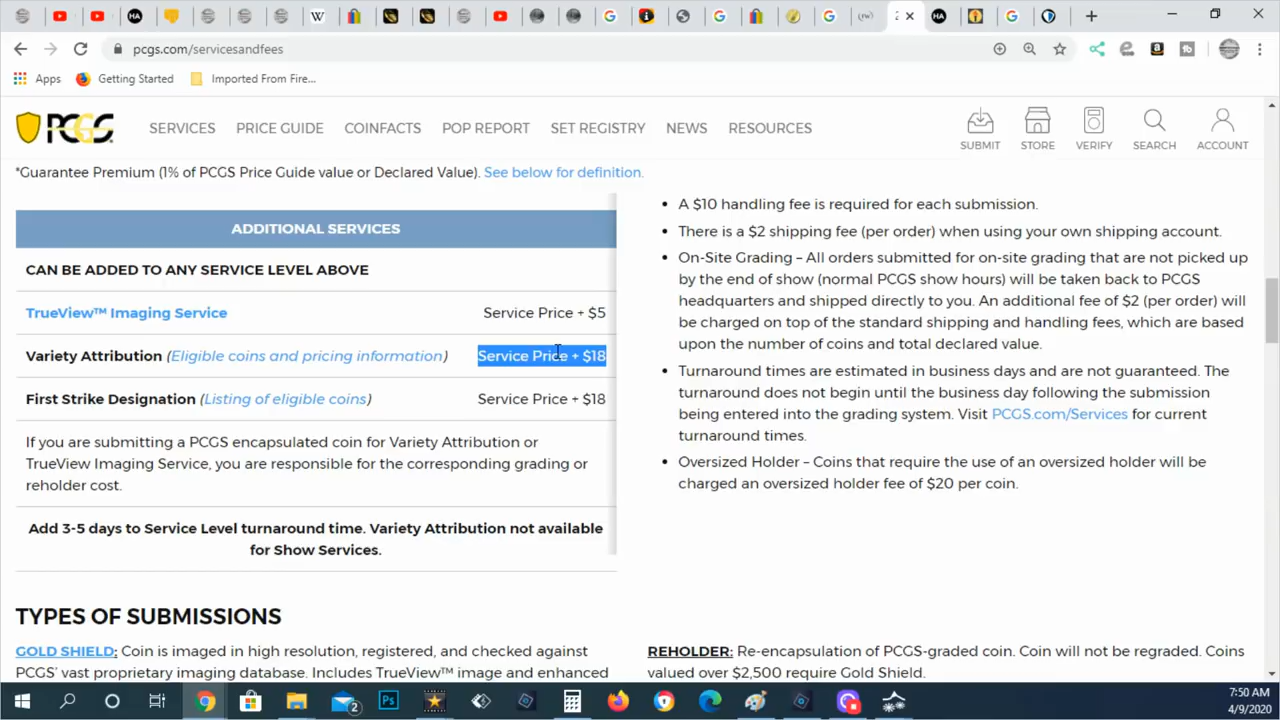 pcgs.com/servicesandfees
Apps
Getting Started
Imported From Fire...
PCGS
SERVICES
PRICE GUIDE
COINFACTS
POP REPORT
SET REGISTRY
NEWS
RESOURCES
SUBMIT
STORE
VERIFY
SEARCH
ACCOUNT
*Guarantee Premium (1% of PCGS Price Guide value or Declared Value). See below for definition.
ADDITIONAL SERVICES
CAN BE ADDED TO ANY SERVICE LEVEL ABOVE
TrueView™ Imaging Service Service Price + $5
Variety Attribution (Eligible coins and pricing information) Service Price + $18
First Strike Designation (Listing of eligible coins) Service Price + $18
If you are submitting a PCGS encapsulated coin for Variety Attribution or
TrueView Imaging Service, you are responsible for the corresponding grading or
reholder cost.
Add 3-5 days to Service Level turnaround time. Variety Attribution not available
for Show Services.
• A $10 handling fee is required for each submission.
• There is a $2 shipping fee (per order) when using your own shipping account.
• On-Site Grading – All orders submitted for on-site grading that are not picked up
by the end of show (normal PCGS show hours) will be taken back to PCGS
headquarters and shipped directly to you. An additional fee of $2 (per order) will
be charged on top of the standard shipping and handling fees, which are based
upon the number of coins and total declared value.
• Turnaround times are estimated in business days and are not guaranteed. The
turnaround does not begin until the business day following the submission
being entered into the grading system. Visit PCGS.com/Services for current
turnaround times.
• Oversized Holder – Coins that require the use of an oversized holder will be
charged an oversized holder fee of $20 per coin.
TYPES OF SUBMISSIONS
GOLD SHIELD: Coin is imaged in high resolution, registered, and checked against
PCGS' vast proprietary imaging database. Includes TrueView™ image and enhanced
REHOLDER: Re-encapsulation of PCGS-graded coin. Coin will not be regraded. Coins
valued over $2,500 require Gold Shield.
7:50 AM
4/9/2020